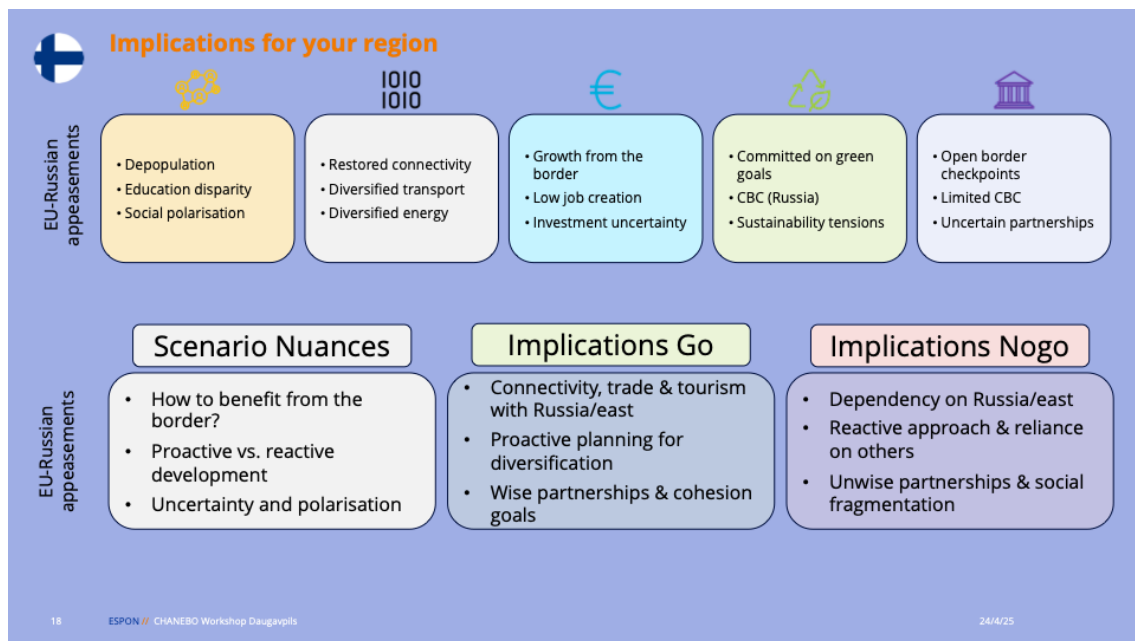 Implications for your region
1010
1010
EU-Russian
appeasements
• Depopulation
• Education disparity
• Social polarisation
• Restored connectivity
• Diversified transport
• Diversified energy
€
• Growth from the
border
• Low job creation
• Investment uncertainty
• Committed on green
goals
• CBC (Russia)
• Sustainability tensions
• Open border
checkpoints
• Limited CBC
• Uncertain partnerships
Scenario Nuances
Implications Go
Implications Nogo
EU-Russian
appeasements
• How to benefit from the
border?
• Proactive vs. reactive
development
• Uncertainty and polarisation
• Connectivity, trade & tourism
with Russia/east
• Proactive planning for
diversification
• Wise partnerships & cohesion
goals
• Dependency on Russia/east
• Reactive approach & reliance
on others
• Unwise partnerships & social
fragmentation
18
ESPON // CHANEBO Workshop Daugavpils
24/4/25